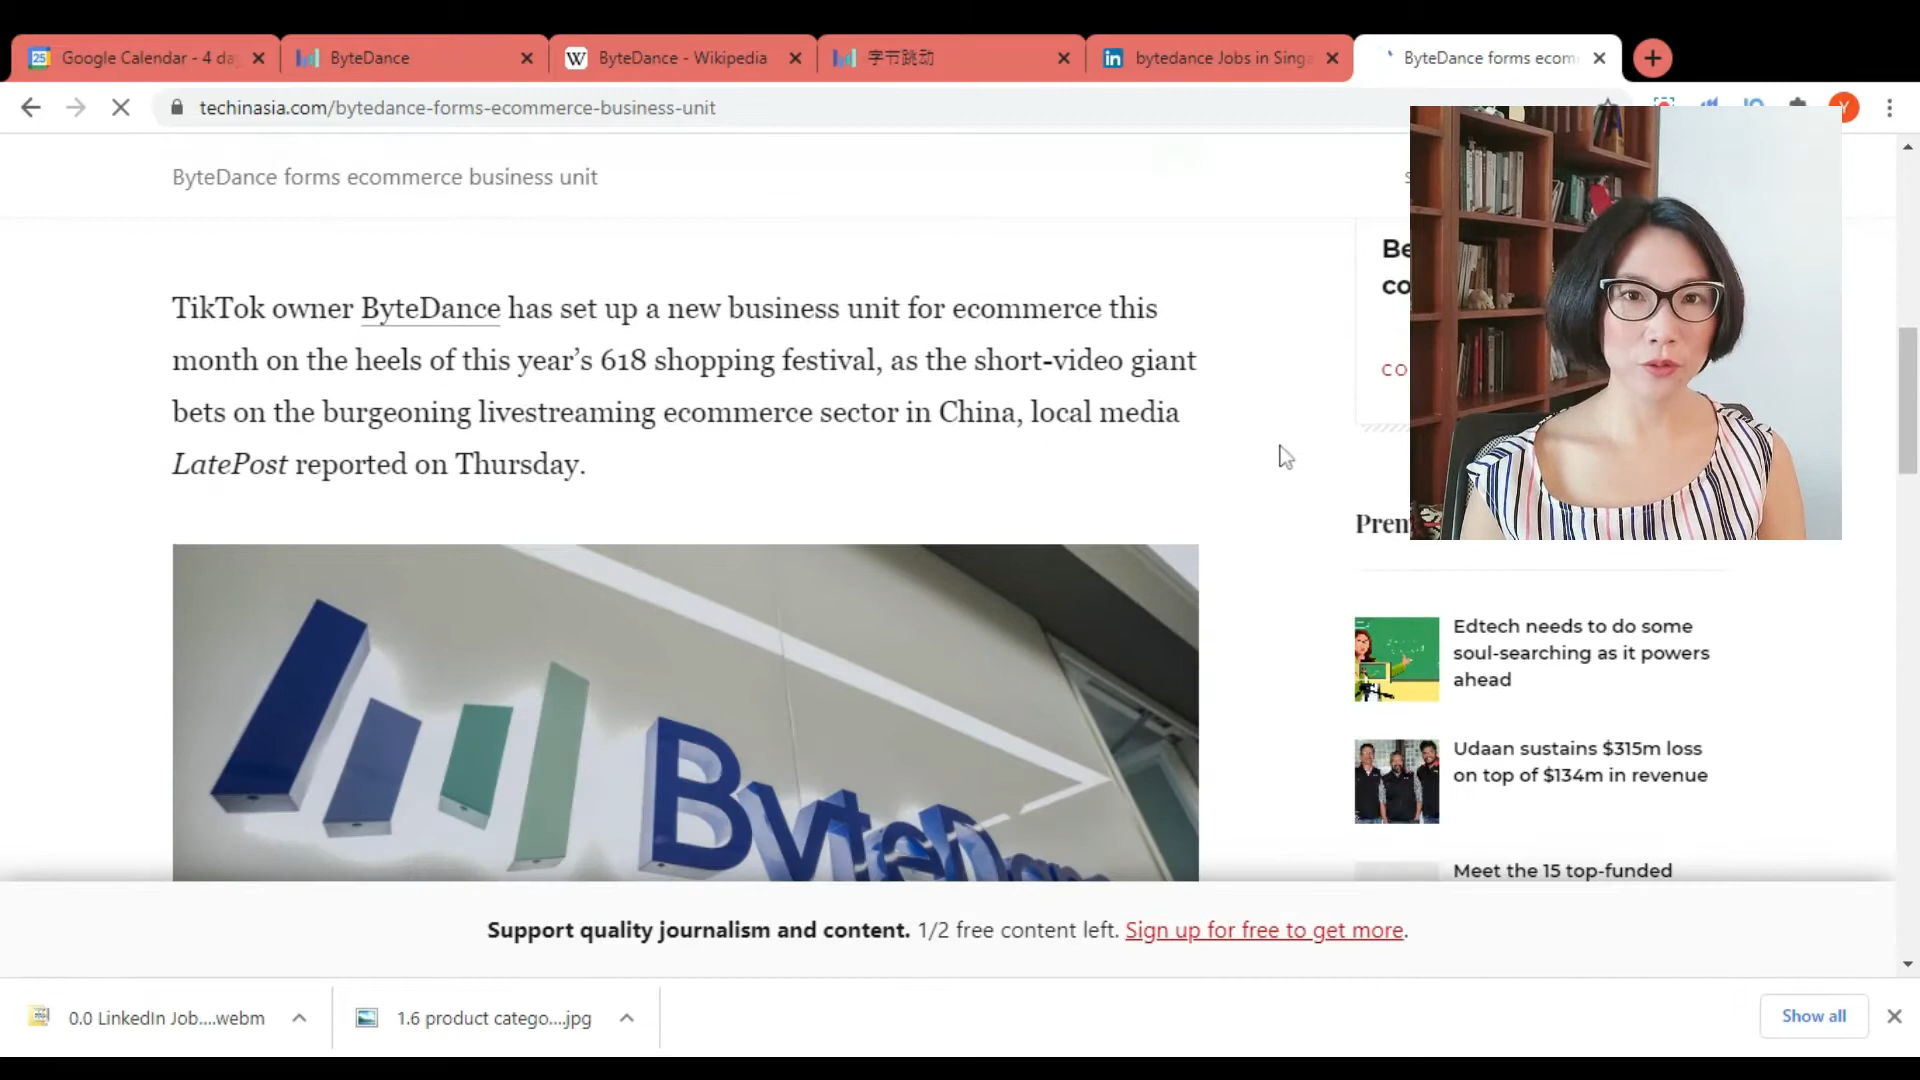 Google Calendar - 4 da
ByteDance
ByteDance - Wikipedia
字节跳动
bytedance Jobs in Singa
ByteDance forms ecom
techinasia.com/bytedance-forms-ecommerce-business-unit
Y
ByteDance forms ecommerce business unit
TikTok owner ByteDance has set up a new business unit for ecommerce this
month on the heels of this year’s 618 shopping festival, as the short-video giant
bets on the burgeoning livestreaming ecommerce sector in China, local media
LatePost reported on Thursday.
Be
co
CO
Prem
Edtech needs to do some
soul-searching as it powers
ahead
Udaan sustains $315m loss
on top of $134m in revenue
Meet the 15 top-funded
Support quality journalism and content. 1/2 free content left. Sign up for free to get more.
0.0 LinkedIn Job....webm
1.6 product catego....jpg
Show all